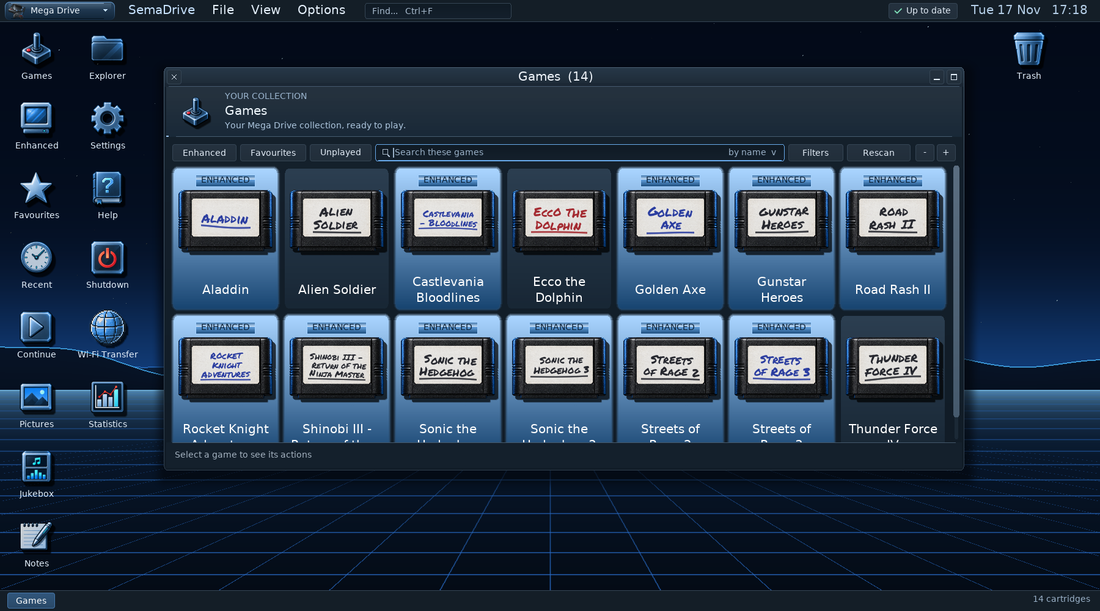 Mega Drive
SemaDrive File View Options
Find... Ctrl+F
Up to date
Tue 17 Nov 17:18
Games
Explorer
Enhanced
Settings
Favourites
Help
Recent
Shutdown
Continue
Wi-Fi Transfer
Pictures
Statistics
Jukebox
Notes
Trash
Games (14)
YOUR COLLECTION
Games
Your Mega Drive collection, ready to play.
Enhanced Favourites Unplayed Search these games by name Filters Rescan - +
ENHANCED
ALADDIN
Aladdin
ALIEN
SOLDIER
Alien Soldier
ENHANCED
CASTLEVANIA
- BLOODLINES
Castlevania
Bloodlines
ECCO THE
DOLPHIN
Ecco the
Dolphin
ENHANCED
GOLDEN
AXE
Golden Axe
ENHANCED
GUNSTAR
HEROES
Gunstar
Heroes
ENHANCED
ROAD
RASH II
Road Rash II
ENHANCED
ROCKET
KNIGHT
ADVENTURES
Rocket Knight
ENHANCED
SHINOBI III -
RETURN OF THE
NINJA MASTER
Shinobi III -
ENHANCED
SONIC THE
HEDGEHOG
Sonic the
ENHANCED
SONIC THE
HEDGEHOG 3
Sonic the
ENHANCED
STREETS
OF RAGE 2
Streets of
ENHANCED
STREETS
OF RAGE 3
Streets of
THUNDER
FORCE IV
Thunder Force
Select a game to see its actions
Games
14 cartridges